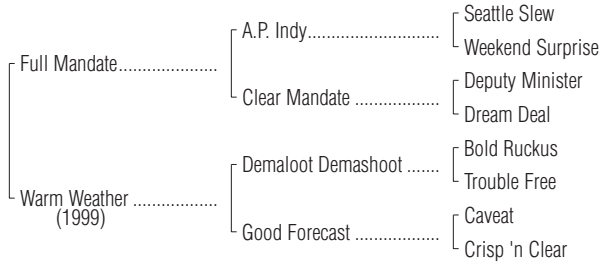 Seattle Slew
A.P. Indy.............................
Weekend Surprise
Full Mandate.....................
Deputy Minister
Clear Mandate ..................
Dream Deal
Bold Ruckus
Demaloot Demashoot .......
Trouble Free
Warm Weather ..................
(1999)
Caveat
Good Forecast ..................
Crisp 'n Clear